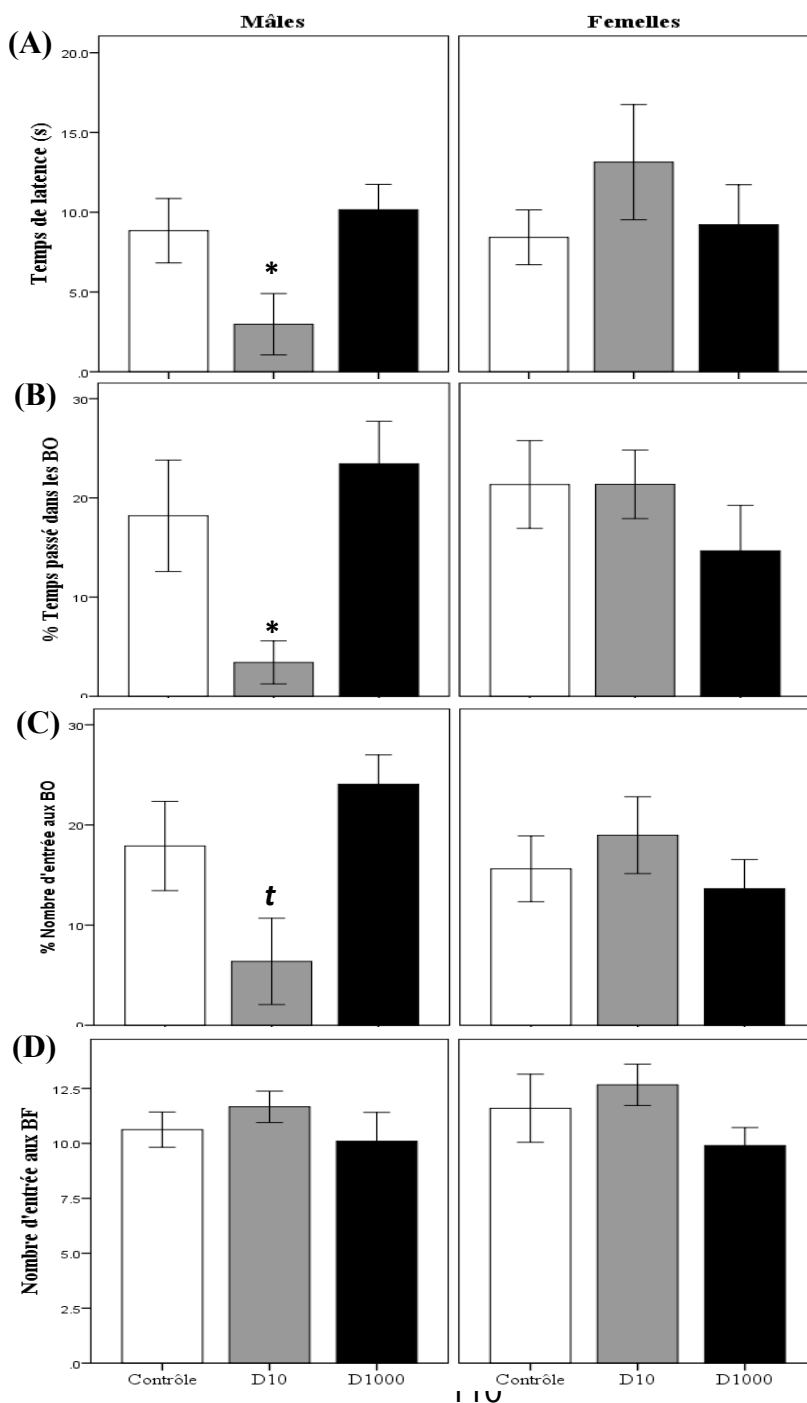 Mâles Femelles
(A)
Temps de latence (s)
20.0
15.0
10.0
5.0
.0
*
(B)
% Temps passé dans les BO
30
20
10
0
*
(C)
% Nombre d'entrée aux BO
30
20
10
0
t
(D)
Nombre d'entrée aux BF
12.5
10.0
7.5
5.0
2.5
.0
Contrôle D10 D1000 Contrôle D10 D1000